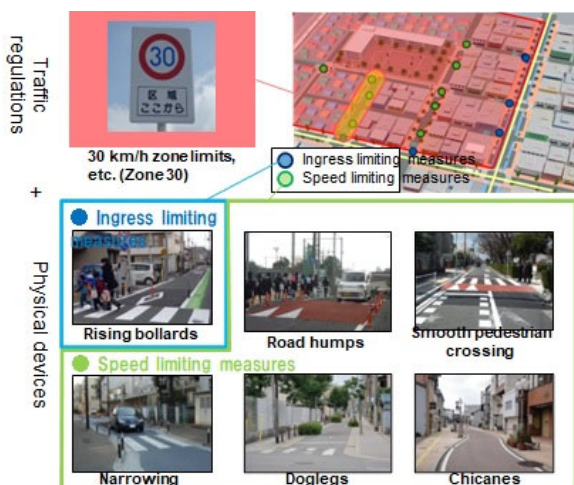 Traffic
regulations
30
区域
ここから
30 km/h zone limits,
etc. (Zone 30)
Ingress limiting measures
Speed limiting measures
+
Physical devices
Ingress limiting
measures
Rising bollards
Road humps
Smooth pedestrian
crossing
Speed limiting measures
Narrowing
Doglegs
Chicanes